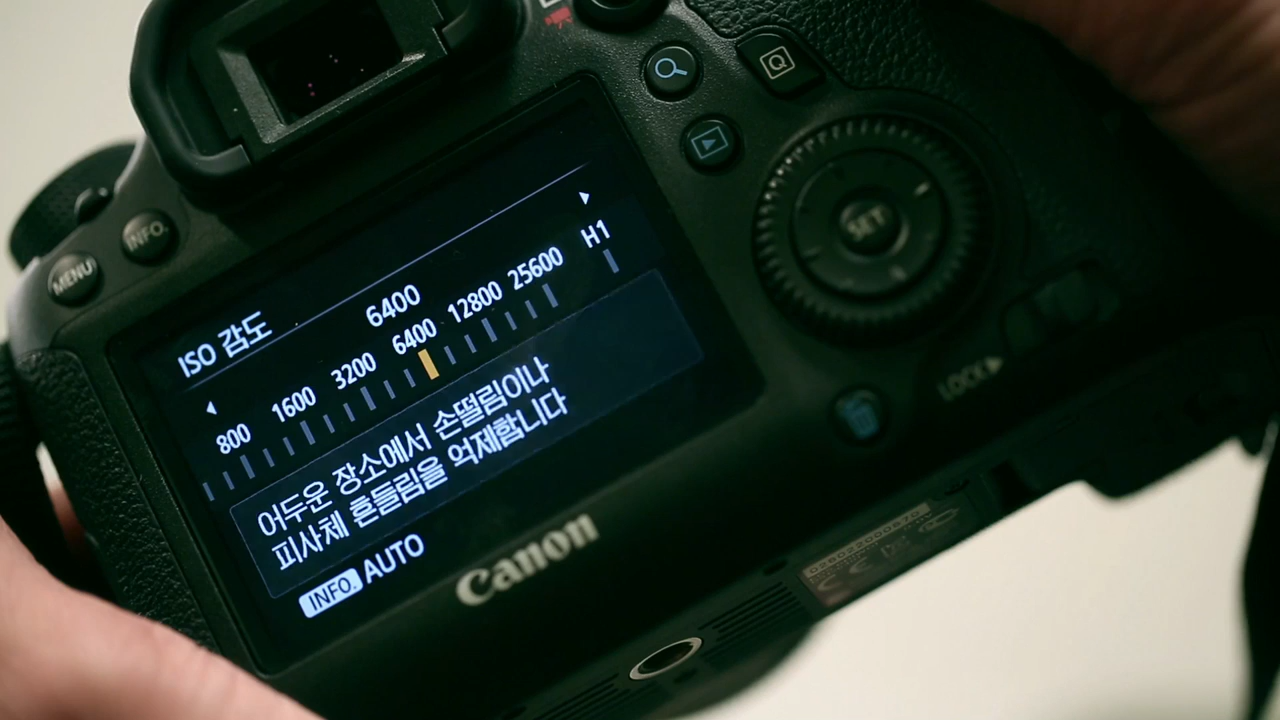 Q
INFO.
MENU
SET
ISO 감도
6400
800 1600 3200 6400 12800 25600 H1
어두운 장소에서 손떨림이나
피사체 흔들림을 억제합니다
INFO. AUTO
LOCK
Canon